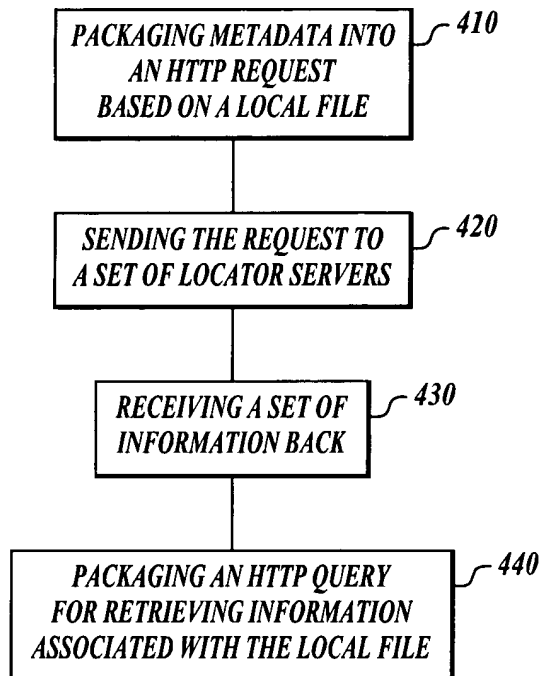 PACKAGING METADATA INTO
AN HTTP REQUEST
BASED ON A LOCAL FILE
410
SENDING THE REQUEST TO
A SET OF LOCATOR SERVERS
420
RECEIVING A SET OF
INFORMATION BACK
430
PACKAGING AN HTTP QUERY
FOR RETRIEVING INFORMATION
ASSOCIATED WITH THE LOCAL FILE
440